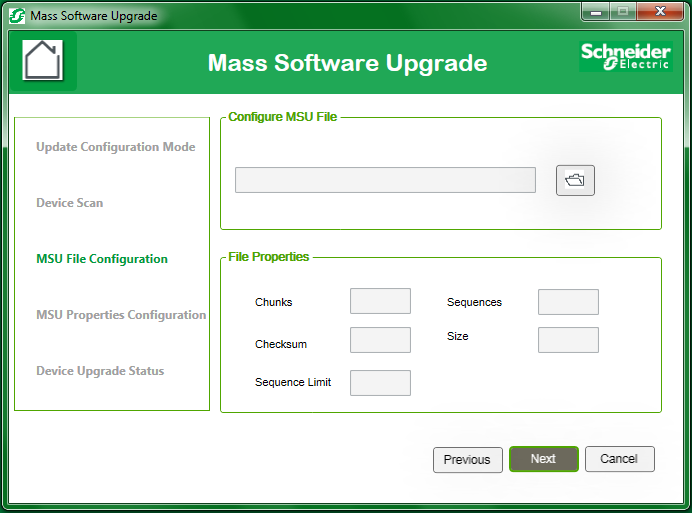 Mass Software Upgrade
Mass Software Upgrade
Schneider
Electric
Update Configuration Mode
Device Scan
MSU File Configuration
MSU Properties Configuration
Device Upgrade Status
Configure MSU File
File Properties
Chunks
Sequences
Checksum
Size
Sequence Limit
Previous
Next
Cancel